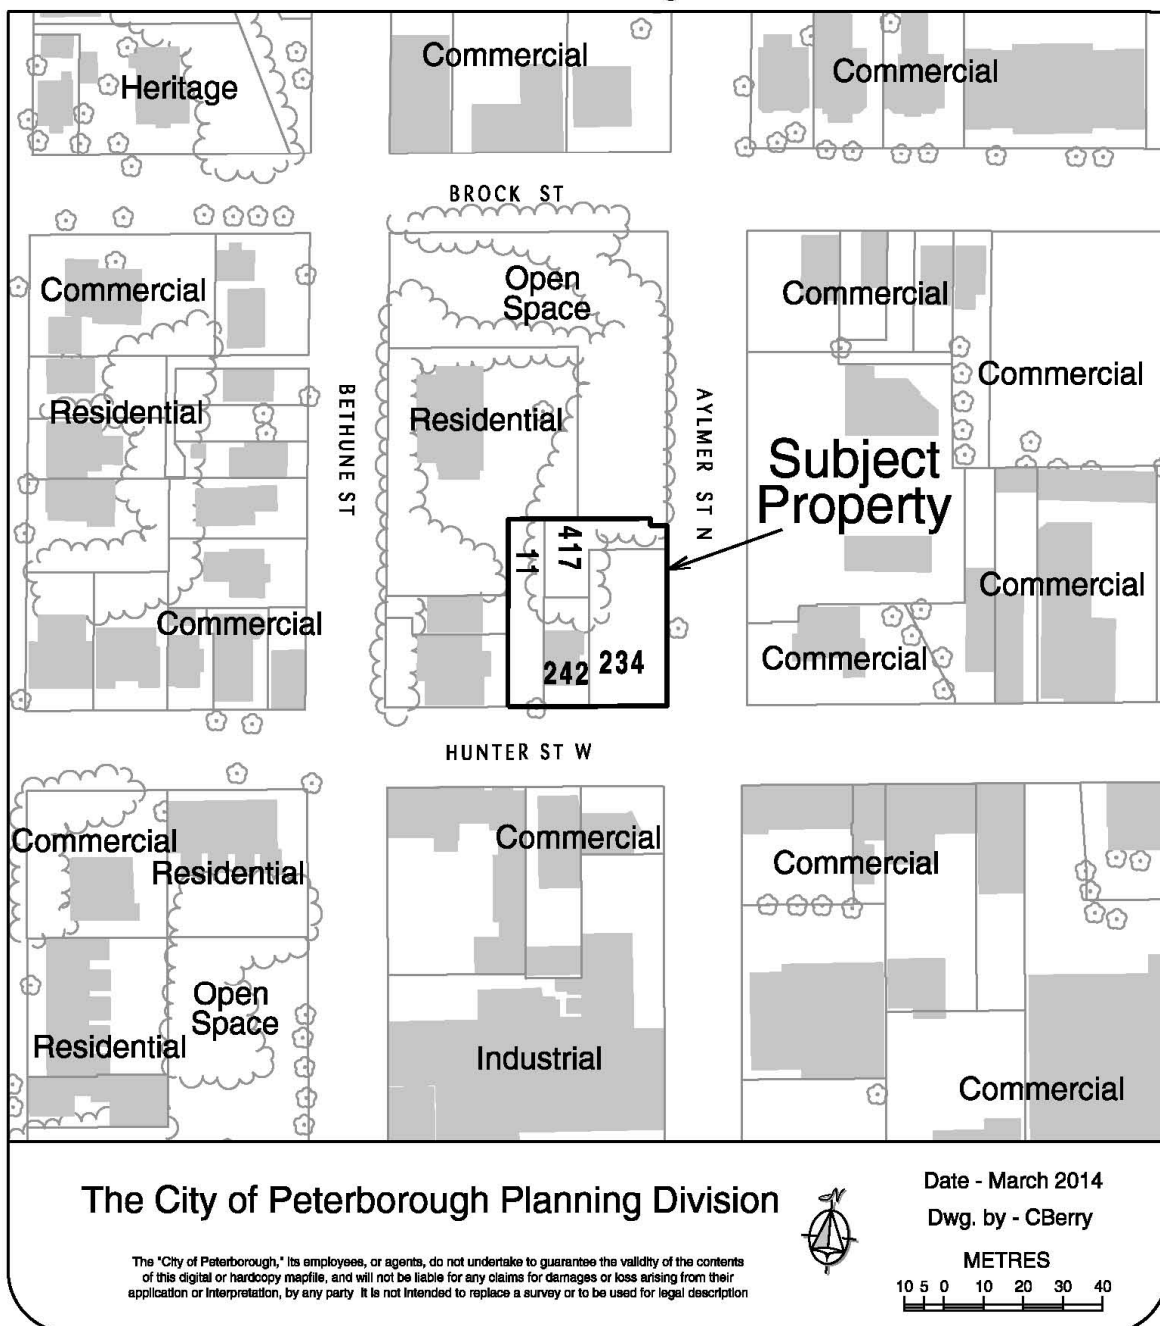 Heritage
Commercial
Commercial
BROCK ST
Commercial
Open
Space
Commercial
Commercial
Residential
BETHUNE ST
Residential
AYLMER ST N
Subject
Property
11
417
242
234
Commercial
Commercial
Commercial
HUNTER ST W
Commercial
Residential
Commercial
Commercial
Open
Space
Residential
Industrial
Commercial
The City of Peterborough Planning Division
N
Date - March 2014
Dwg. by - CBerry
The "City of Peterborough," its employees, or agents, do not undertake to guarantee the validity of the contents
of this digital or hardcopy mapfile, and will not be liable for any claims for damages or loss arising from their
application or interpretation, by any party It is not intended to replace a survey or to be used for legal description
METRES
10 5 0 10 20 30 40